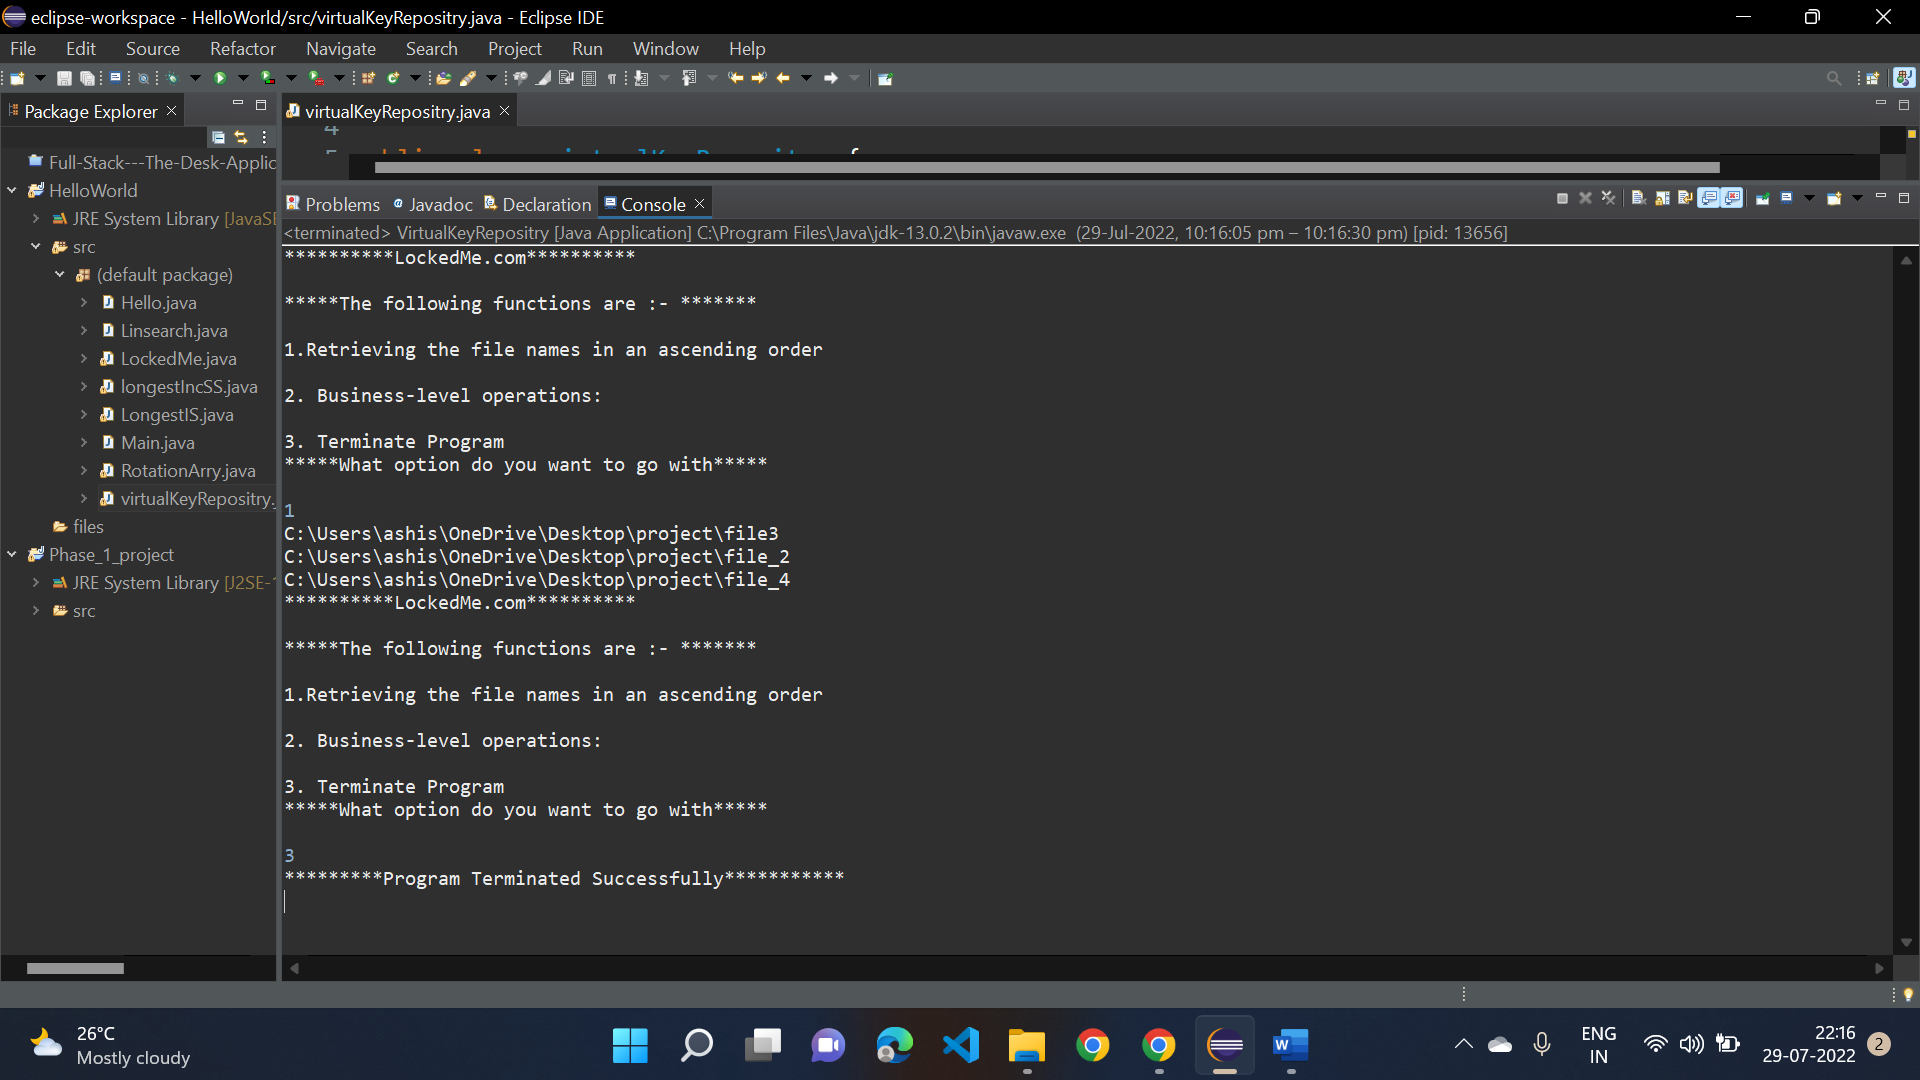 eclipse-workspace - HelloWorld/src/virtualKeyRepositry.java - Eclipse IDE
File Edit Source Refactor Navigate Search Project Run Window Help
Package Explorer
virtualKeyRepositry.java
4
Full-Stack---The-Desk-Applic
HelloWorld
JRE System Library [JavaSE
src
(default package)
Hello.java
Linsearch.java
LockedMe.java
longestIncSS.java
LongestIS.java
Main.java
RotationArry.java
virtualKeyRepositry.
files
Phase_1_project
JRE System Library [J2SE-1
src
Problems Javadoc Declaration Console
<terminated> VirtualKeyRepositry [Java Application] C:\Program Files\Java\jdk-13.0.2\bin\javaw.exe (29-Jul-2022, 10:16:05 pm – 10:16:30 pm) [pid: 13656]
**********LockedMe.com**********
*****The following functions are :- *******
1.Retrieving the file names in an ascending order
2. Business-level operations:
3. Terminate Program
*****What option do you want to go with*****
1
C:\Users\ashis\OneDrive\Desktop\project\file3
C:\Users\ashis\OneDrive\Desktop\project\file_2
C:\Users\ashis\OneDrive\Desktop\project\file_4
**********LockedMe.com**********
*****The following functions are :- *******
1.Retrieving the file names in an ascending order
2. Business-level operations:
3. Terminate Program
*****What option do you want to go with*****
3
*********Program Terminated Successfully***********
26°C
Mostly cloudy
ENG
IN
22:16
29-07-2022
2